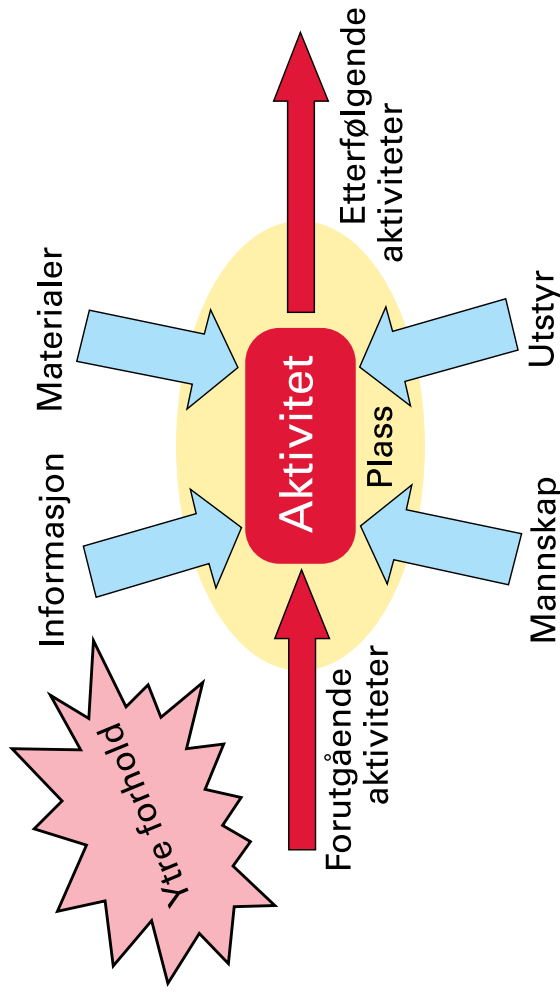 Ytre forhold
Informasjon
Materialer
Forutgående
aktiviteter
Aktivitet
Plass
Etterfølgende
aktiviteter
Mannskap
Utstyr